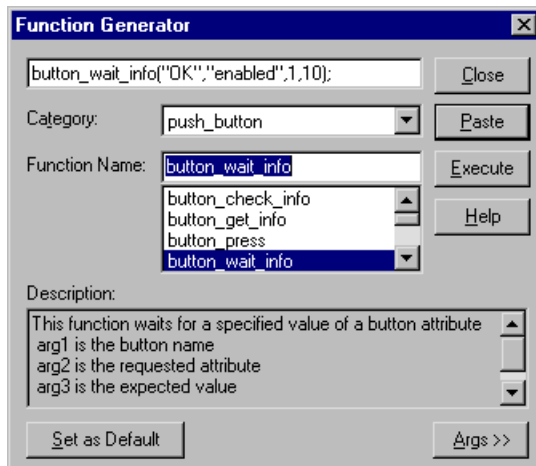 Function Generator
button_wait_info("OK","enabled",1,10);
Close
Category:
push_button
Paste
Function Name:
button_wait_info
Execute
button_check_info
button_get_info
button_press
button_wait_info
Help
Description:
This function waits for a specified value of a button attribute
arg1 is the button name
arg2 is the requested attribute
arg3 is the expected value
Set as Default
Args >>